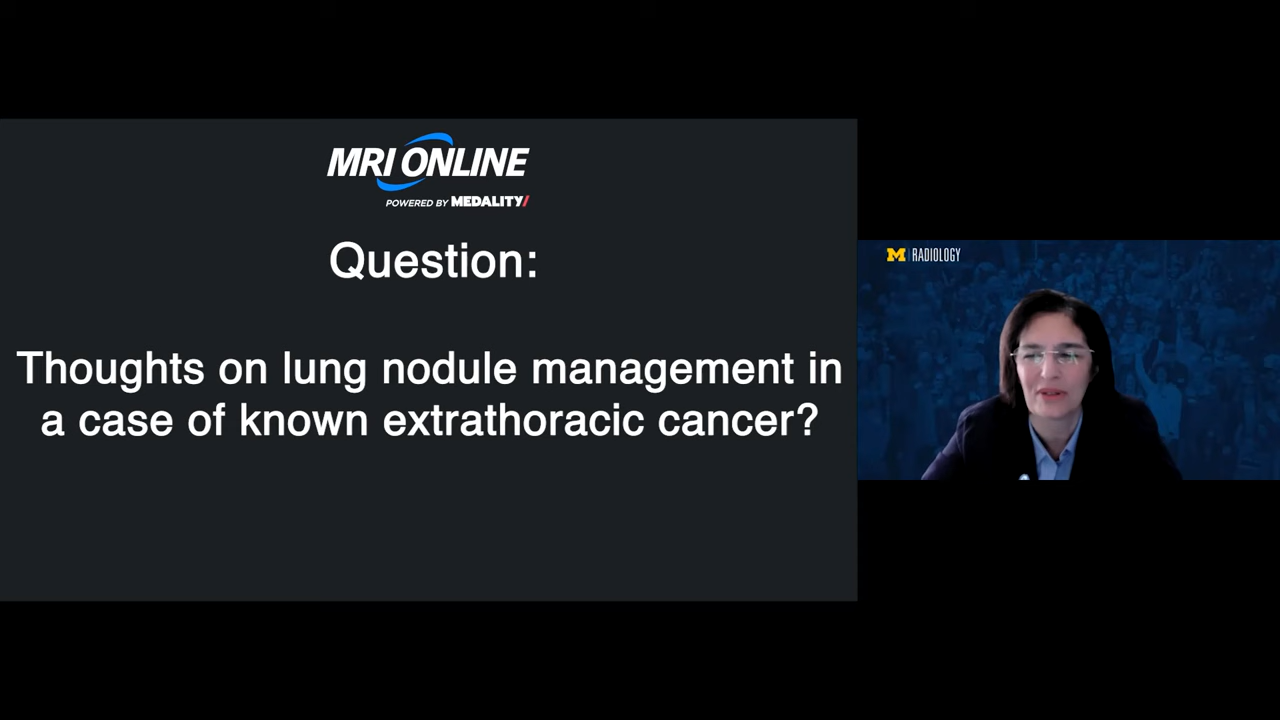 MRI ONLINE
POWERED BY MEDALITY/
Question:
Thoughts on lung nodule management in
a case of known extrathoracic cancer?
M RADIOLOGY